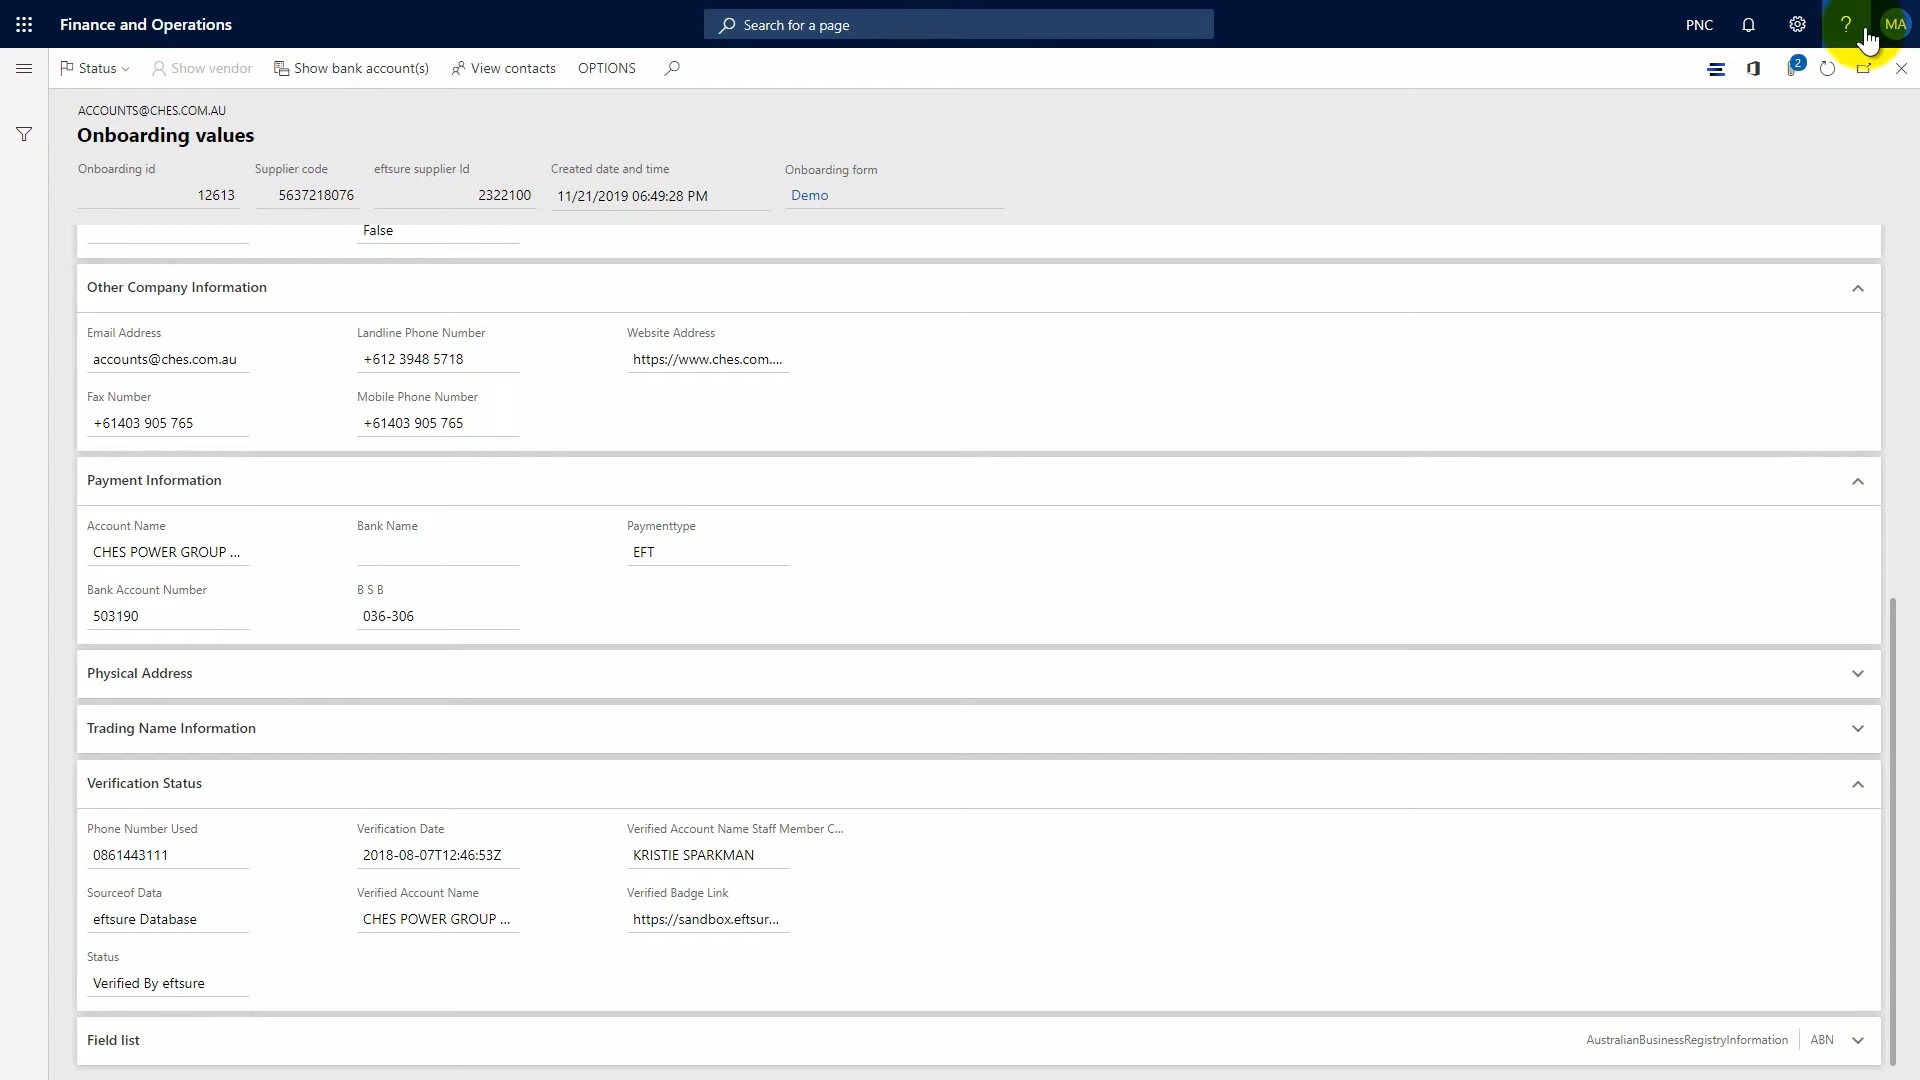 Finance and Operations
Search for a page
PNC
?
MA
Status
Show vendor
Show bank account(s)
View contacts
OPTIONS
2
ACCOUNTS@CHES.COM.AU
Onboarding values
Onboarding id
Supplier code
eftsure supplier Id
Created date and time
Onboarding form
12613
5637218076
2322100
11/21/2019 06:49:28 PM
Demo
False
Other Company Information
Email Address
Landline Phone Number
Website Address
accounts@ches.com.au
+612 3948 5718
https://www.ches.com....
Fax Number
Mobile Phone Number
+61403 905 765
+61403 905 765
Payment Information
Account Name
Bank Name
Paymenttype
CHES POWER GROUP ...
EFT
Bank Account Number
B S B
503190
036-306
Physical Address
Trading Name Information
Verification Status
Phone Number Used
Verification Date
Verified Account Name Staff Member C...
0861443111
2018-08-07T12:46:53Z
KRISTIE SPARKMAN
Sourceof Data
Verified Account Name
Verified Badge Link
eftsure Database
CHES POWER GROUP ...
https://sandbox.eftsur...
Status
Verified By eftsure
Field list
AustralianBusinessRegistryInformation
ABN